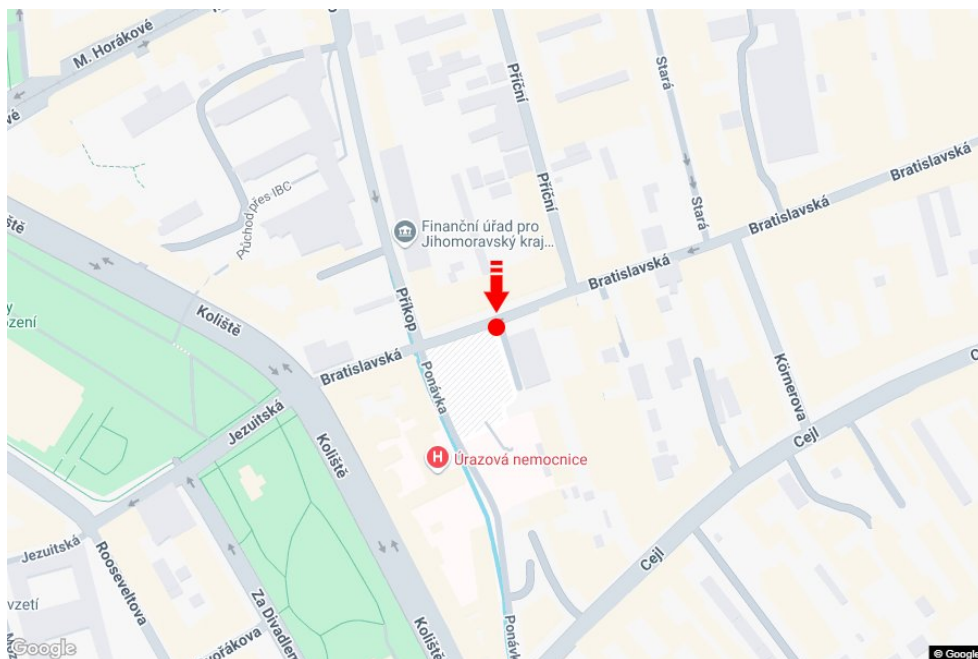 M. Horákové
Příční
Stará
Bratislavská
Průchod přes IBC
Finanční úřad pro
Jihomoravský kraj...
Příční
Stará
Bratislavská
Bratislavská
Koliště
Příkop
Bratislavská
Ponávka
Körnerova
Jezuitská
Koliště
H
Úrazová nemocnice
Cejl
Jezuitská
Rooseveltova
Za Divadlem
Cejl
Koliště
Ponávka
Google
© Google